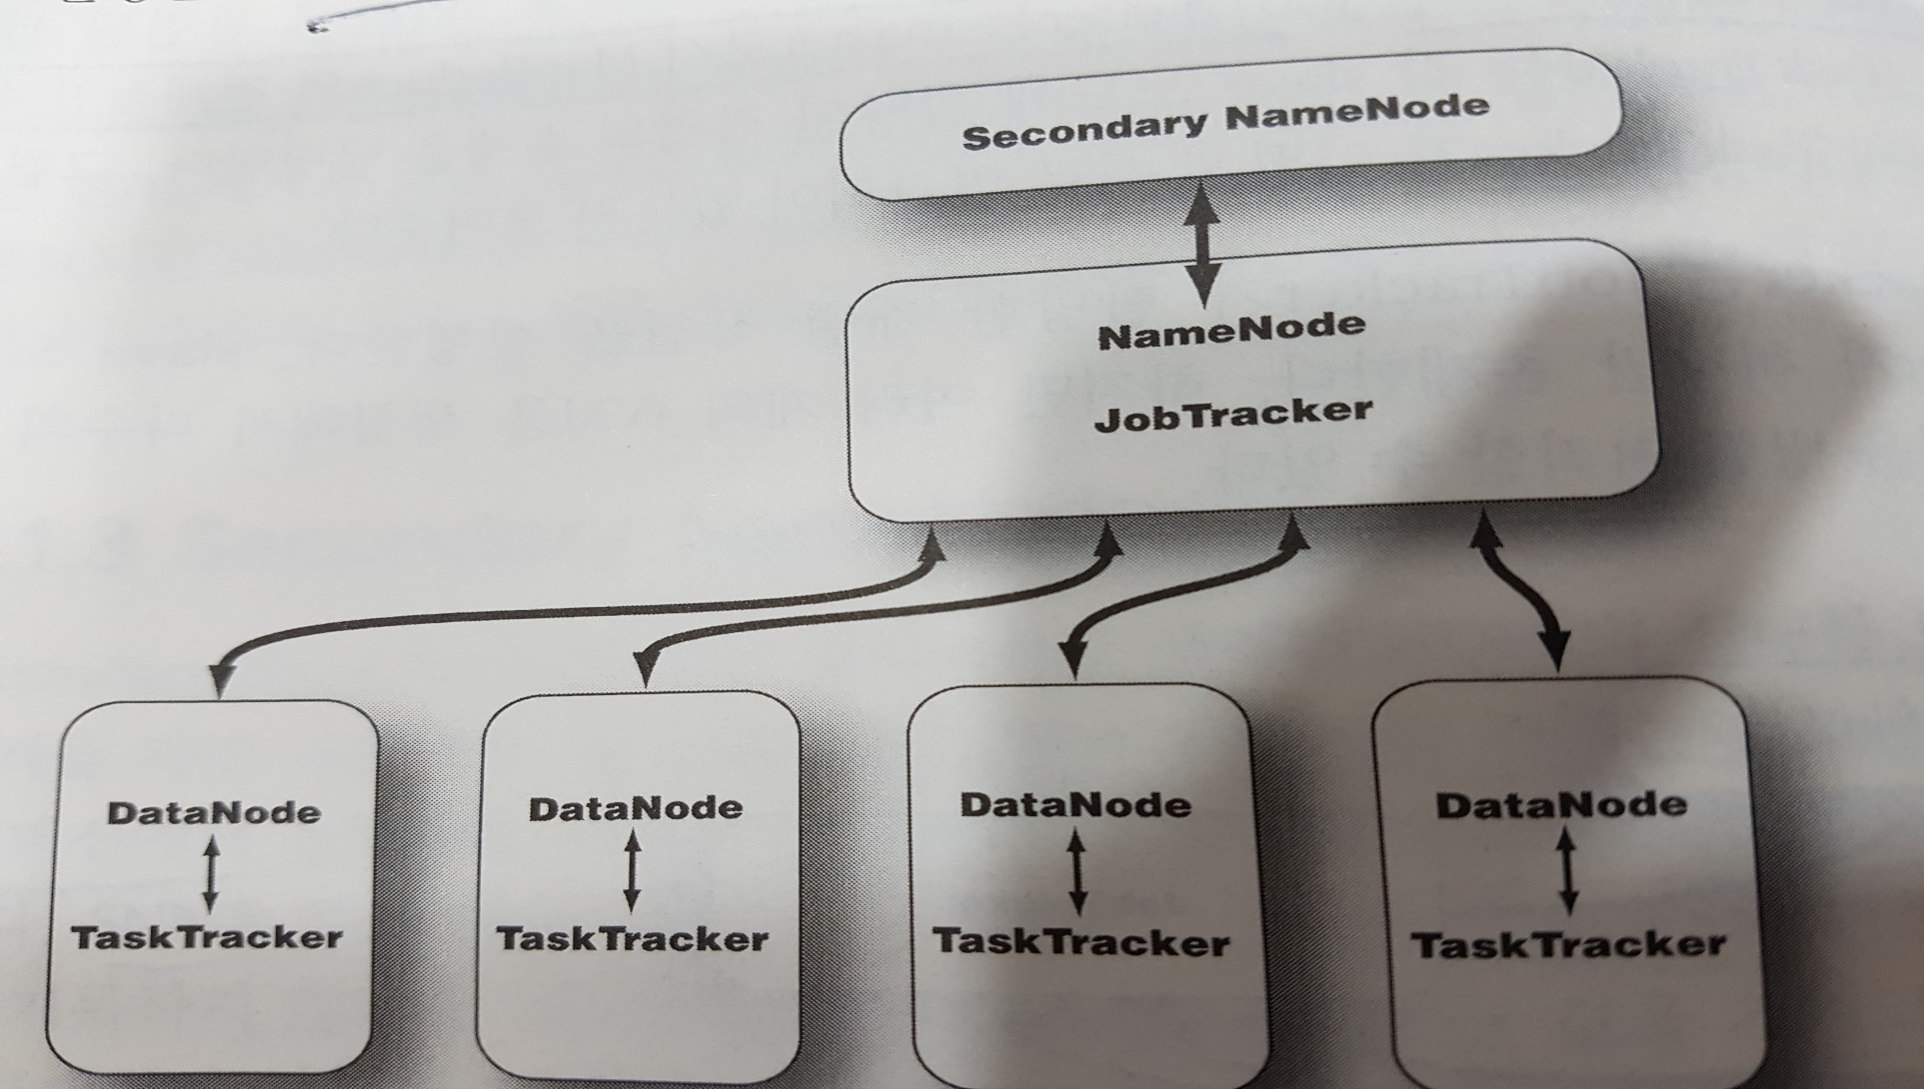 Secondary NameNode
NameNode
JobTracker
DataNode
TaskTracker
DataNode
TaskTracker
DataNode
TaskTracker
DataNode
TaskTracker